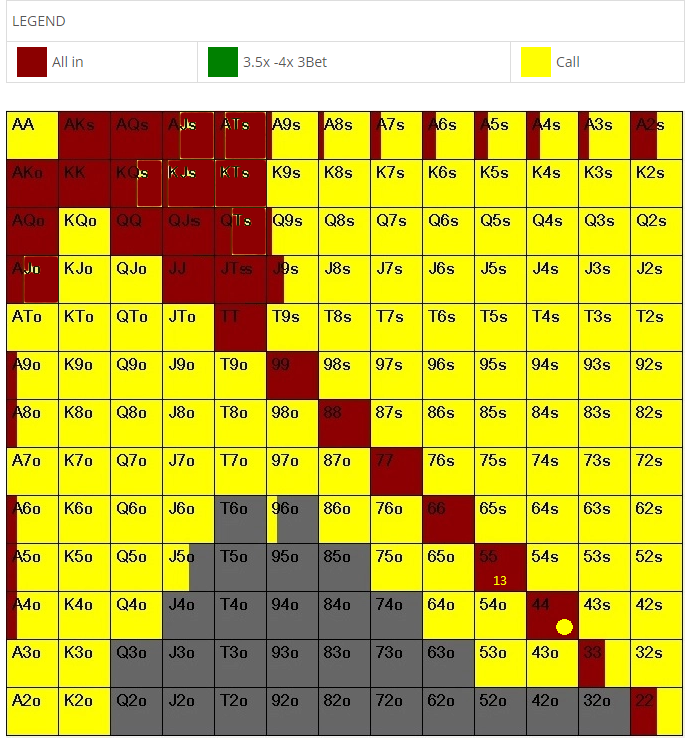 LEGEND
All in 3.5x -4x 3Bet Call
AA AKs AQs AJs ATs A9s A8s A7s A6s A5s A4s A3s A2s
AKo KK KQs KJs KTs K9s K8s K7s K6s K5s K4s K3s K2s
AQo KQo QQ QJs QTs Q9s Q8s Q7s Q6s Q5s Q4s Q3s Q2s
AJo KJo QJo JJ JTss J9s J8s J7s J6s J5s J4s J3s J2s
ATo KTo QTo JTo TT T9s T8s T7s T6s T5s T4s T3s T2s
A9o K9o Q9o J9o T9o 99 98s 97s 96s 95s 94s 93s 92s
A8o K8o Q8o J8o T8o 98o 88 87s 86s 85s 84s 83s 82s
A7o K7o Q7o J7o T7o 97o 87o 77 76s 75s 74s 73s 72s
A6o K6o Q6o J6o T6o 96o 86o 76o 66 65s 64s 63s 62s
A5o K5o Q5o J5o T5o 95o 85o 75o 65o 55 54s 53s 52s
13
A4o K4o Q4o J4o T4o 94o 84o 74o 64o 54o 44 43s 42s
A3o K3o Q3o J3o T3o 93o 83o 73o 63o 53o 43o 33 32s
A2o K2o Q2o J2o T2o 92o 82o 72o 62o 52o 42o 32o 22